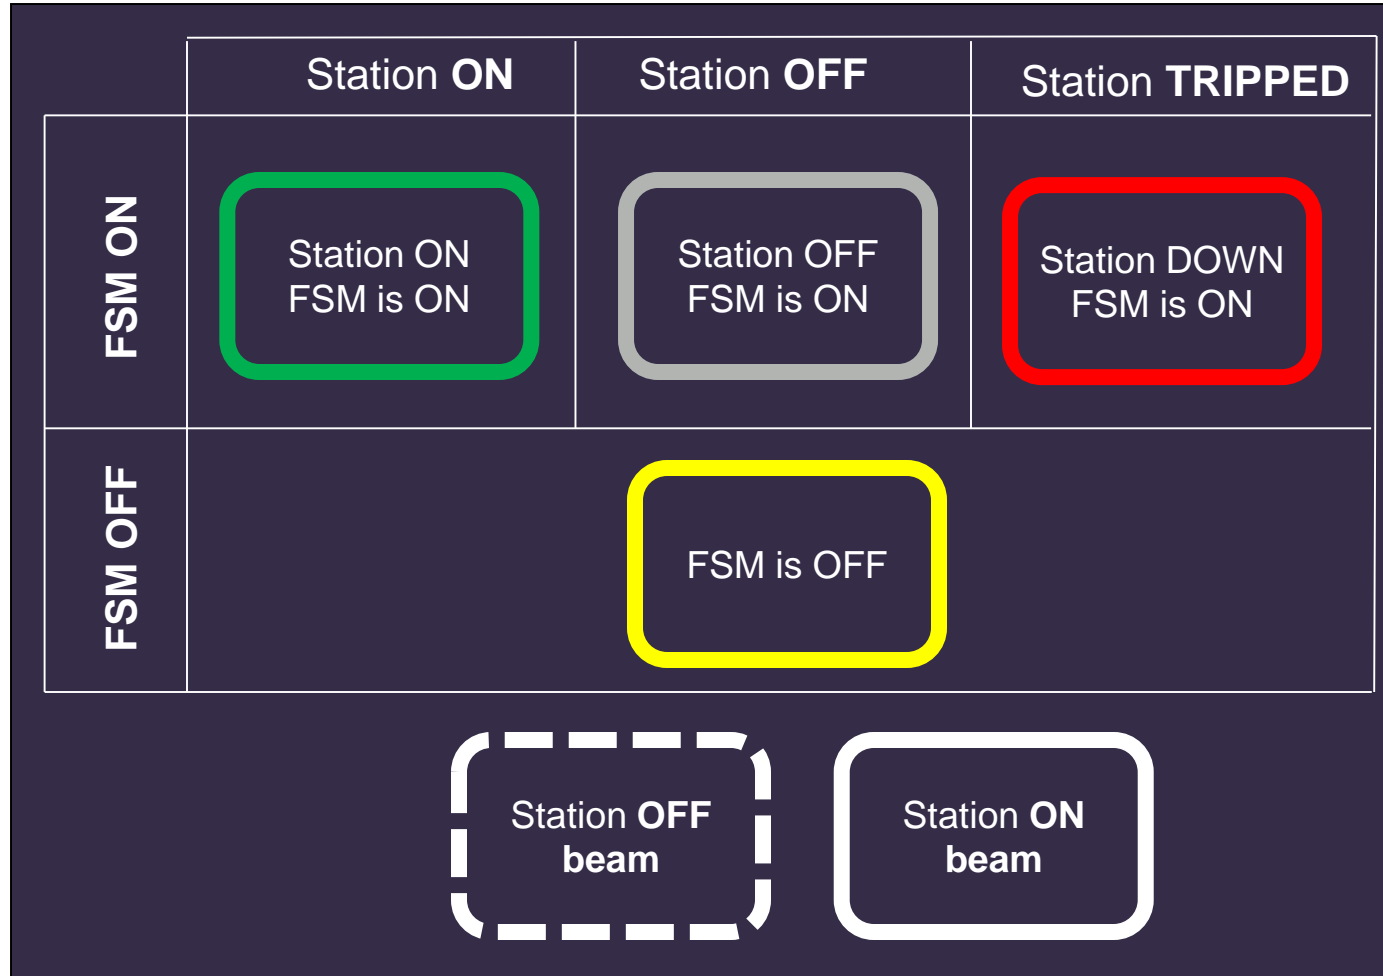 Station ON
Station OFF
Station TRIPPED
FSM ON
Station ON
FSM is ON
Station OFF
FSM is ON
Station DOWN
FSM is ON
FSM OFF
FSM is OFF
Station OFF
beam
Station ON
beam